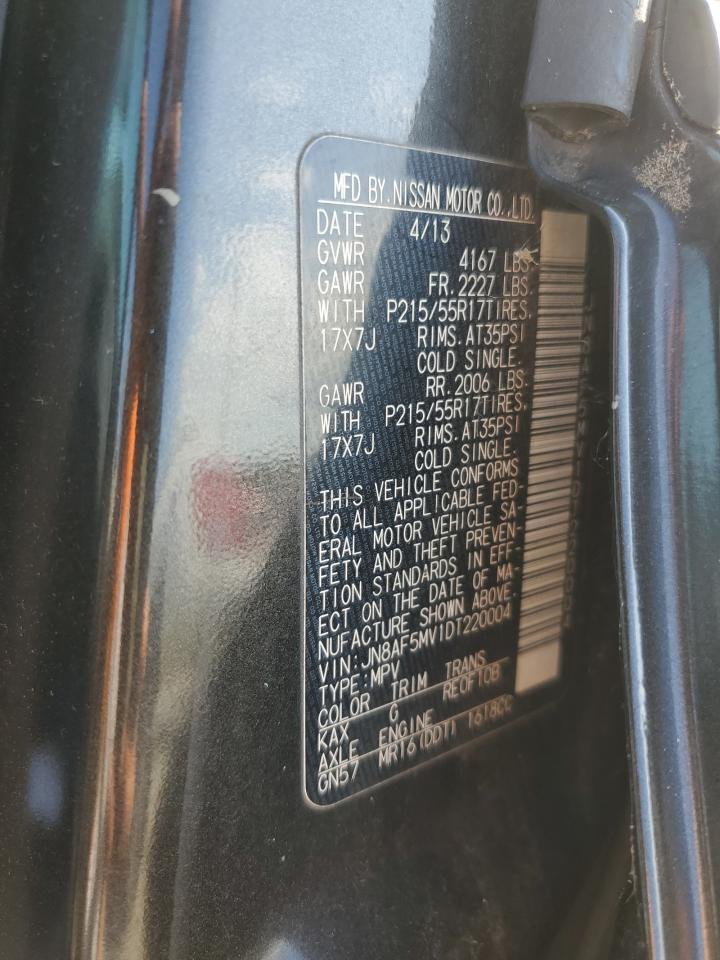 MFD BY.NISSAN MOTOR CO.,LTD.
DATE 4/13
GVWR 4167 LBS.
GAWR FR.2227 LBS.
WITH P215/55R17TIRES.
17X7J RIMS.AT35PSI
COLD SINGLE.
GAWR RR.2006 LBS.
WITH P215/55R17TIRES.
17X7J RIMS.AT35PSI
COLD SINGLE.
THIS VEHICLE CONFORMS
TO ALL APPLICABLE FED-
ERAL MOTOR VEHICLE SA-
FETY AND THEFT PREVEN-
TION STANDARDS IN EFF-
ECT ON THE DATE OF MA-
NUFACTURE SHOWN ABOVE.
VIN:JN8AF5MV1DT220004
TYPE:MPV
COLOR TRIM TRANS
KAX G RE0F10B
AXLE ENGINE
GN57 MR16(DDT) 1618CC